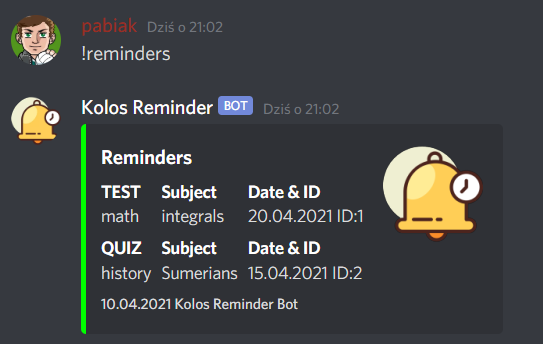 pabiak Dziś o 21:02
!reminders
Kolos Reminder BOT Dziś o 21:02
Reminders
TEST Subject Date & ID
math integrals 20.04.2021 ID:1
QUIZ Subject Date & ID
history Sumerians 15.04.2021 ID:2
10.04.2021 Kolos Reminder Bot